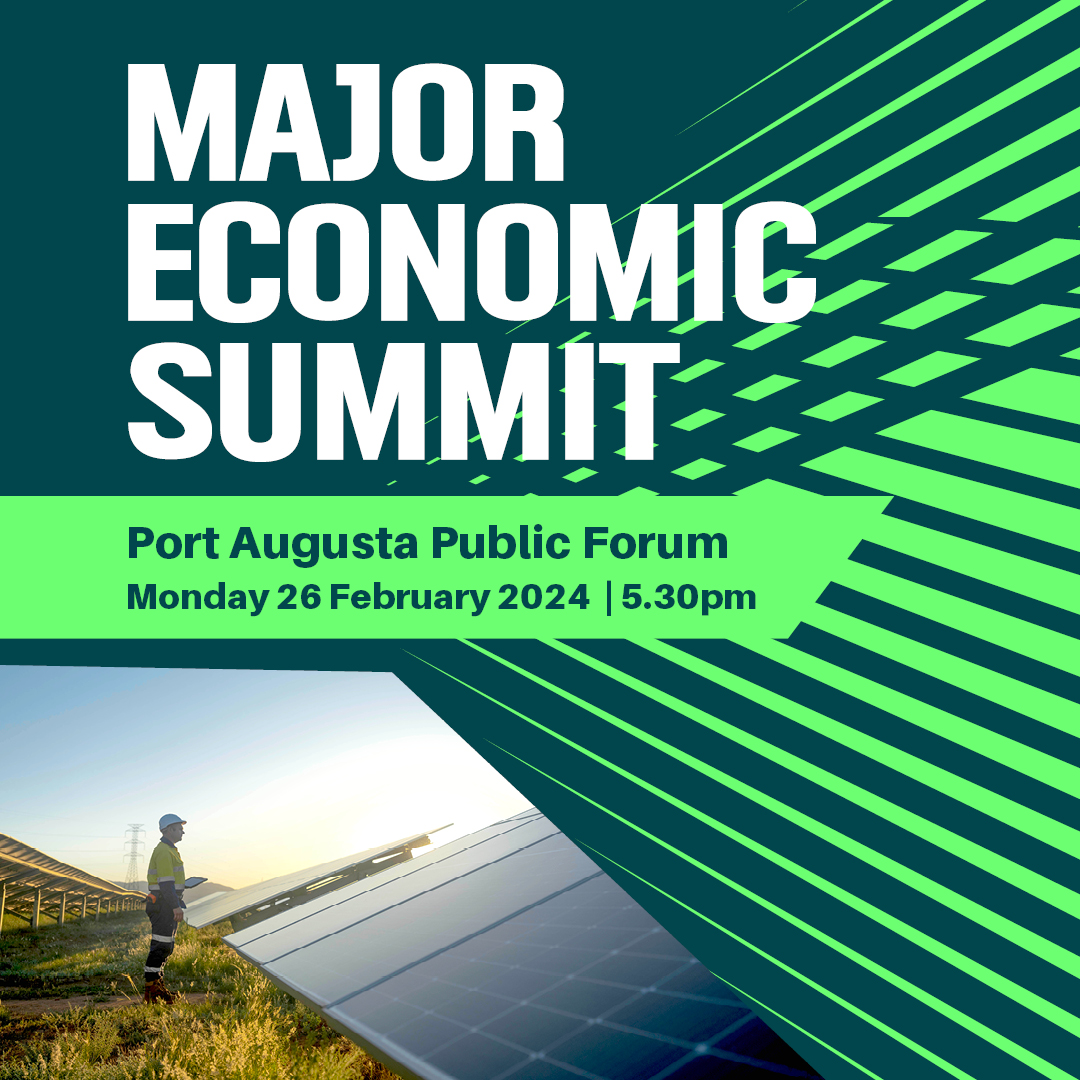 MAJOR
ECONOMIC
SUMMIT
Port Augusta Public Forum
Monday 26 February 2024 | 5.30pm